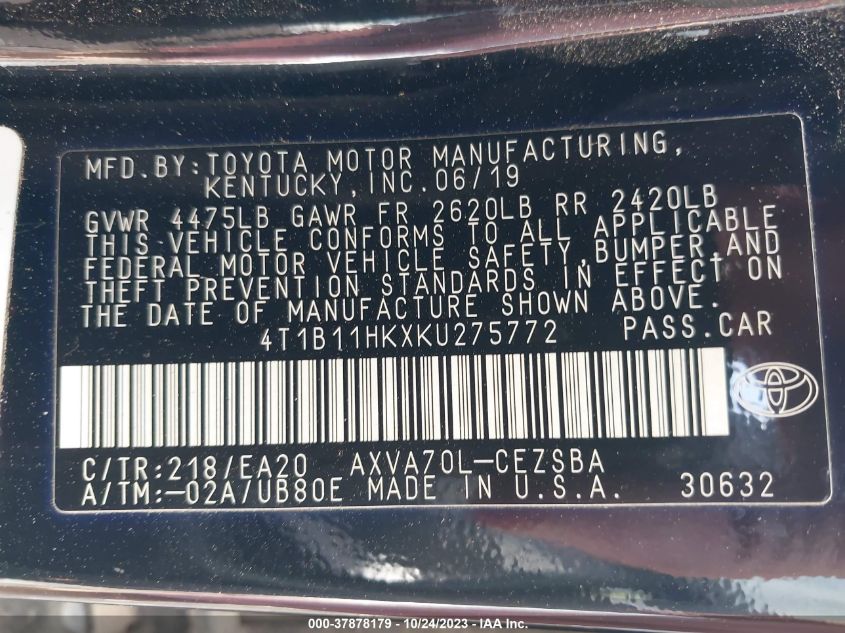 MFD.BY:TOYOTA MOTOR MANUFACTURING,
KENTUCKY,INC.06/19
GVWR 4475LB GAWR FR 2620LB RR 2420LB
THIS VEHICLE CONFORMS TO ALL APPLICABLE
FEDERAL MOTOR VEHICLE SAFETY,BUMPER,AND
THEFT PREVENTION STANDARDS IN EFFECT ON
THE DATE OF MANUFACTURE SHOWN ABOVE.
4T1B11HKXKU275772 PASS.CAR
C/TR:218/EA20 AXVA70L-CEZSBA
A/TM:-02A/UB80E MADE IN U.S.A. 30632
000-37878179 - 10/24/2023 - IAA Inc.